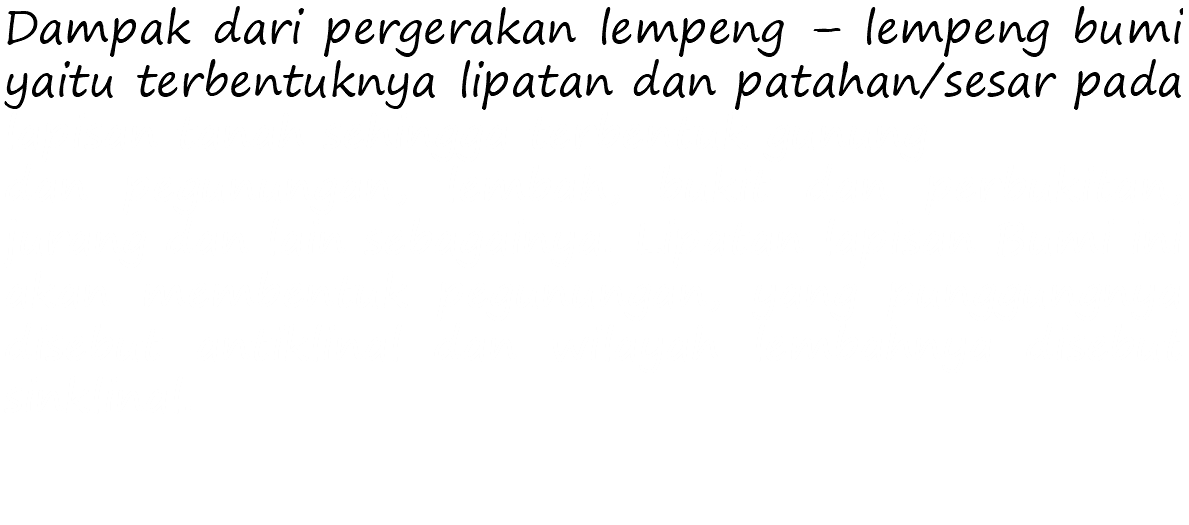 Dampak dari pergerakan lempeng – lempeng bumi
yaitu terbentuknya lipatan dan patahan/sesar pada